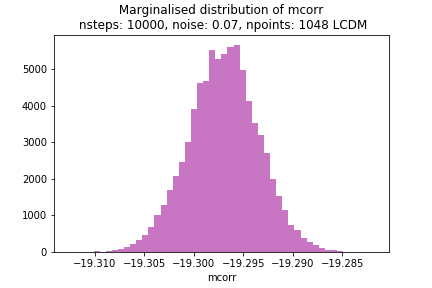 Marginalised distribution of mcorr
nsteps: 10000, noise: 0.07, npoints: 1048 LCDM
5000
4000
3000
2000
1000
0
−19.310 −19.305 −19.300 −19.295 −19.290 −19.285
mcorr